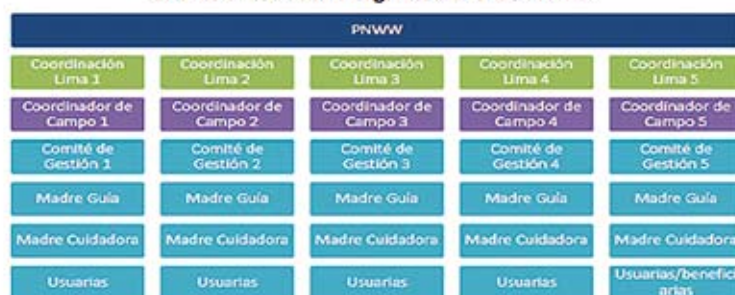 PNWW
Coordinación Lima 1
Coordinación Lima 2
Coordinación Lima 3
Coordinación Lima 4
Coordinación Lima 5
Coordinador de Campo 1
Coordinador de Campo 2
Coordinador de Campo 3
Coordinador de Campo 4
Coordinador de Campo 5
Comité de Gestión 1
Comité de Gestión 2
Comité de Gestión 3
Comité de Gestión 4
Comité de Gestión 5
Madre Guía
Madre Guía
Madre Guía
Madre Guía
Madre Guía
Madre Cuidadora
Madre Cuidadora
Madre Cuidadora
Madre Cuidadora
Madre Cuidadora
Usuarias
Usuarias
Usuarias
Usuarias
Usuarias/benefici
arias